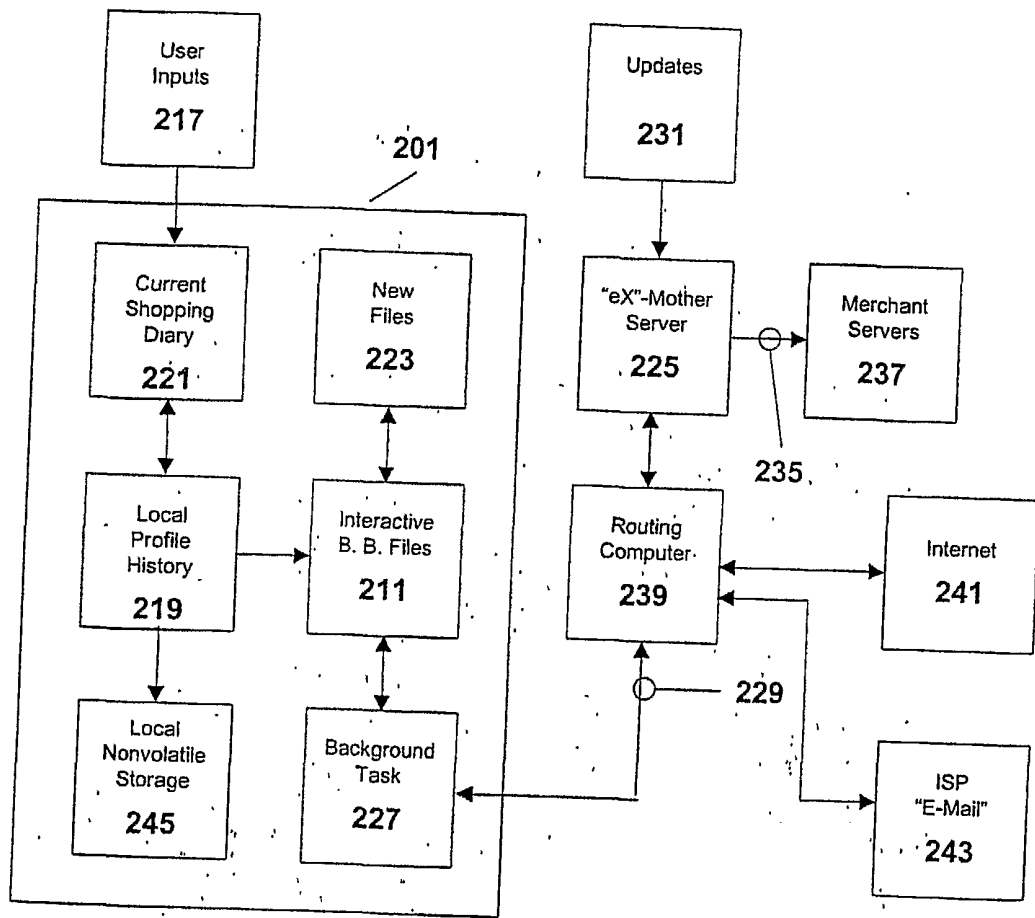 User
Inputs
217
Updates
231
201
Current
Shopping
Diary
221
New
Files
223
"eX"-Mother
Server
225
Merchant
Servers
237
235
Local
Profile
History
219
Interactive
B. B. Files
211
Routing
Computer
239
Internet
241
229
Local
Nonvolatile
Storage
245
Background
Task
227
ISP
"E-Mail"
243